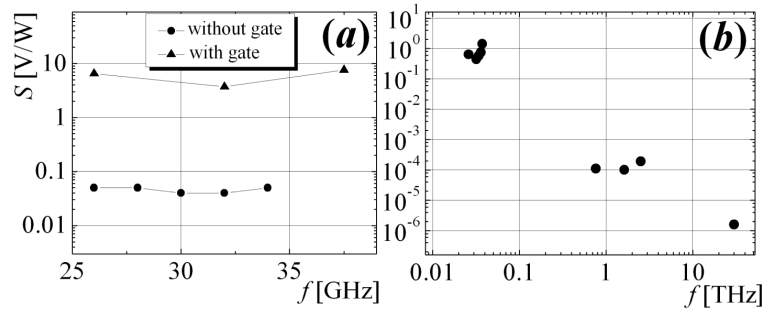 without gate
with gate
(a)
S [V/W]
10
1
0.1
0.01
25
30
35
f [GHz]
(b)
10^1
10^0
10^-1
10^-2
10^-3
10^-4
10^-5
10^-6
0.01
0.1
1
10
f [THz]